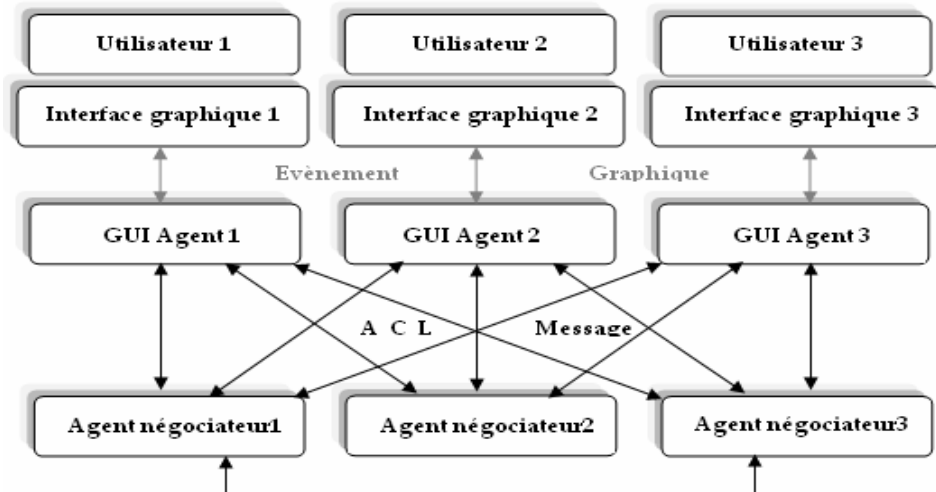 Utilisateur 1
Utilisateur 2
Utilisateur 3
Interface graphique 1
Interface graphique 2
Interface graphique 3
Evènement
Graphique
GUI Agent 1
GUI Agent 2
GUI Agent 3
A C L
Message
Agent négociateur1
Agent négociateur2
Agent négociateur3